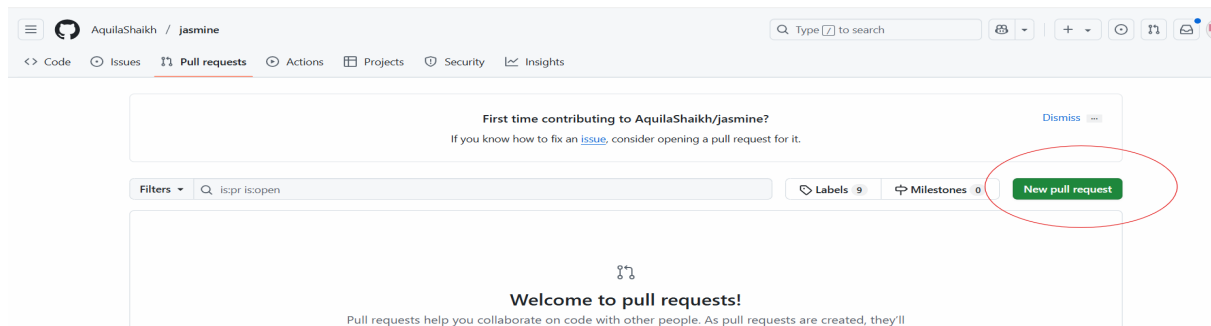 AquilaShaikh / jasmine
Type / to search
Code Issues Pull requests Actions Projects Security Insights
First time contributing to AquilaShaikh/jasmine?
Dismiss
If you know how to fix an issue, consider opening a pull request for it.
Filters is:pr is:open Labels 9 Milestones 0 New pull request
Welcome to pull requests!
Pull requests help you collaborate on code with other people. As pull requests are created, they’ll